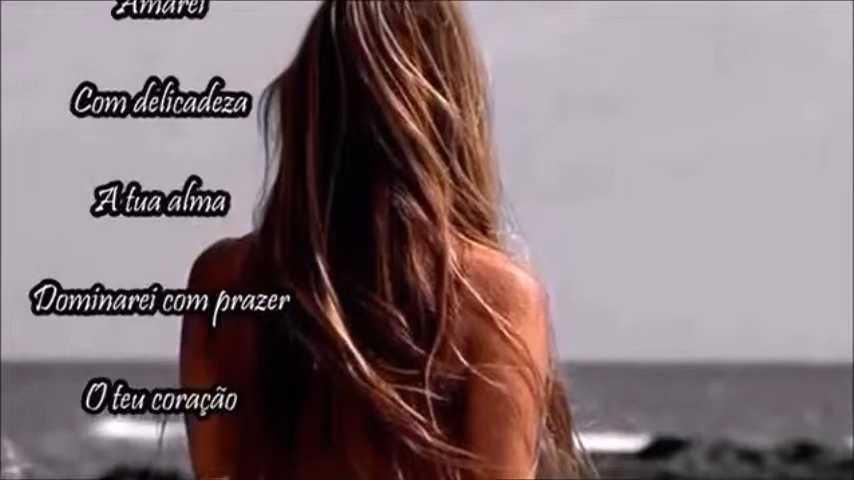 Amarei
Com delicadeza
A tua alma
Dominarei com prazer
O teu coração